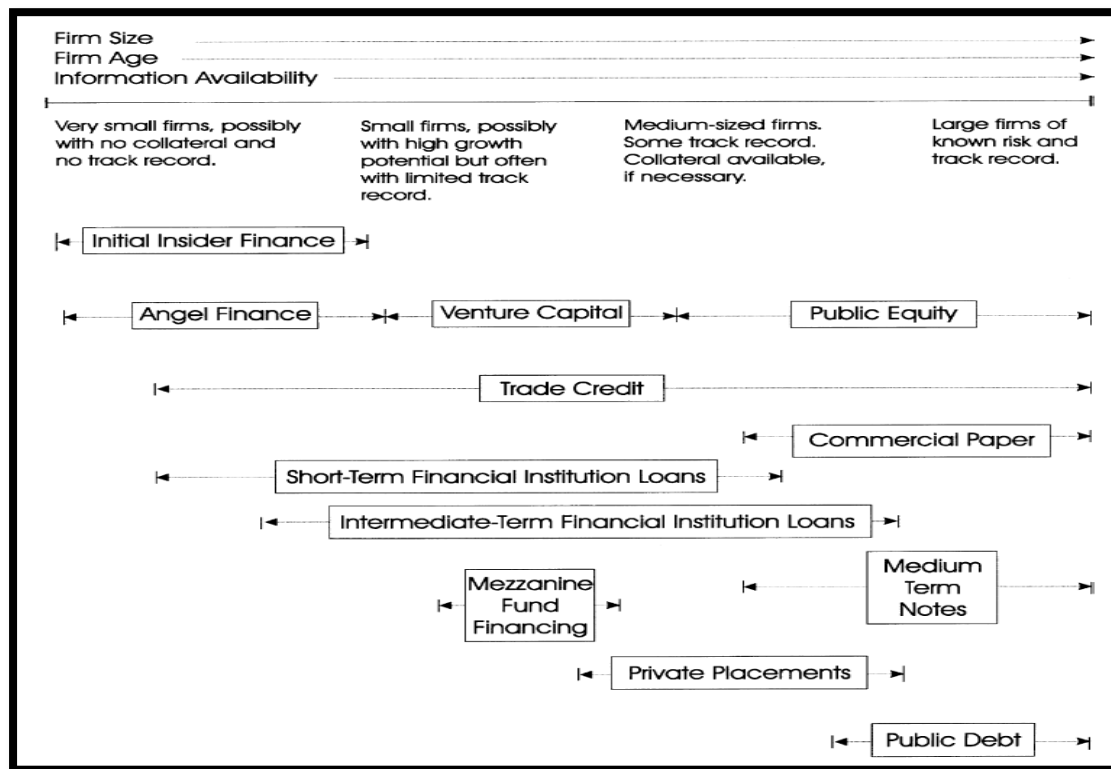 Firm Size
Firm Age
Information Availability
Very small firms, possibly
with no collateral and
no track record.
Small firms, possibly
with high growth
potential but often
with limited track
record.
Medium-sized firms.
Some track record.
Collateral available,
if necessary.
Large firms of
known risk and
track record.
Initial Insider Finance
Angel Finance
Venture Capital
Public Equity
Trade Credit
Commercial Paper
Short-Term Financial Institution Loans
Intermediate-Term Financial Institution Loans
Mezzanine
Fund
Financing
Medium
Term
Notes
Private Placements
Public Debt